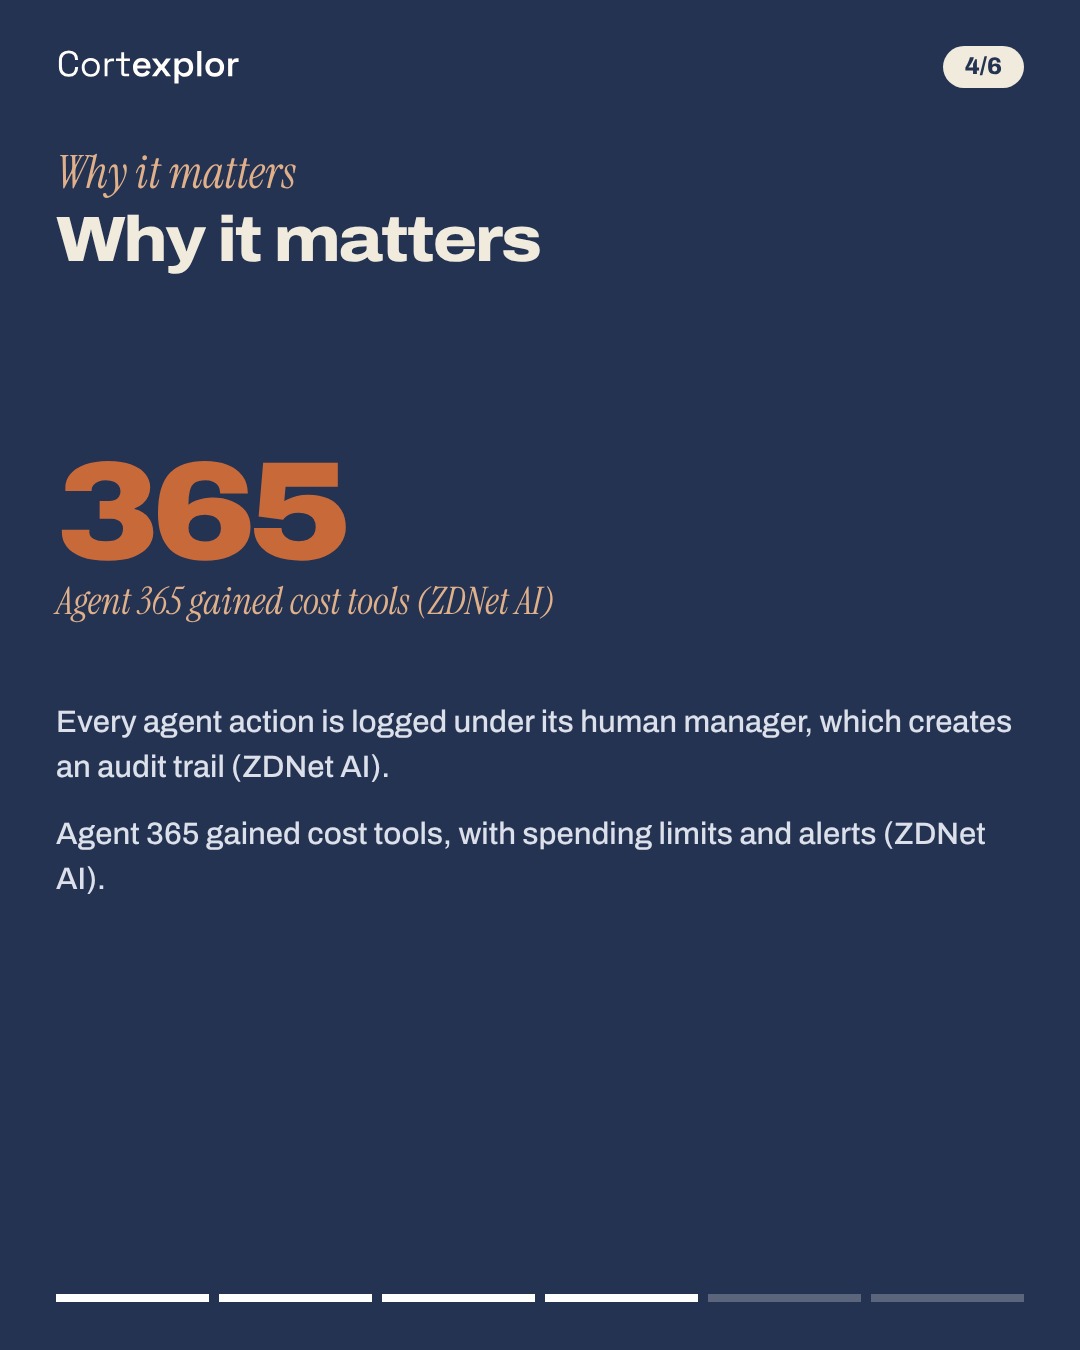 Cortexplor
4/6
Why it matters
Why it matters
365
Agent 365 gained cost tools (ZDNet AI)
Every agent action is logged under its human manager, which creates
an audit trail (ZDNet AI).
Agent 365 gained cost tools, with spending limits and alerts (ZDNet
AI).